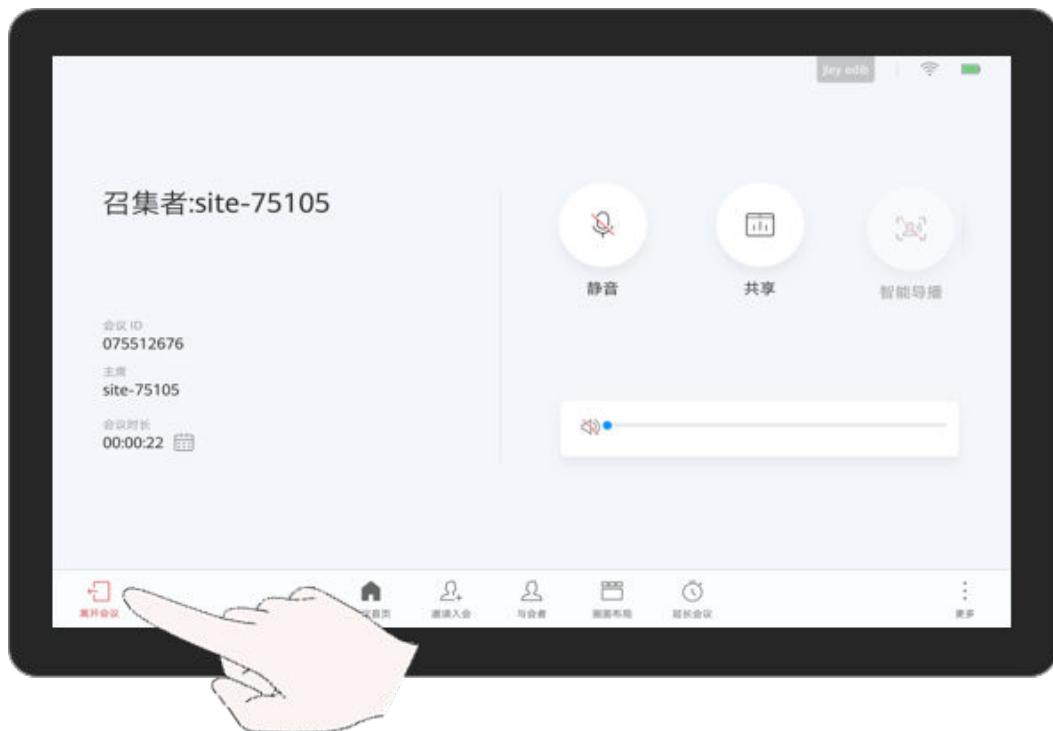 召集者:site-75105
静音
共享
智能导播
会议 ID
075512676
主席
site-75105
会议时长
00:00:22
离开会议
邀请入会
与会者
画面布局
延长会议
更多